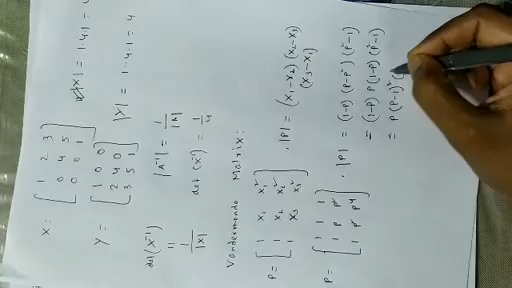 X = [1 2 3
0 4 5
0 0 1]
|X| = |4| = 4
Y = [1 0 0
2 4 0
3 5 1]
|Y| = 1·4·1 = 4
det(X⁻¹) = 1/|X|
|A⁻¹| = 1/|A|
det(X⁻¹) = 1/4
Vandermonde Matrix:
P = [1 x₁ x₁²
1 x₂ x₂²
1 x₃ x₃²]
. |P| = (x₁-x₂) (x₂-x₃)
(x₃-x₁)
P = [1 1 1
1 P P²
1 P² P⁴]
. |P| = (1-P) (P-P²) (P²-1)
= (1-P) P (1-P) (P²-1)
= P (P-1)²